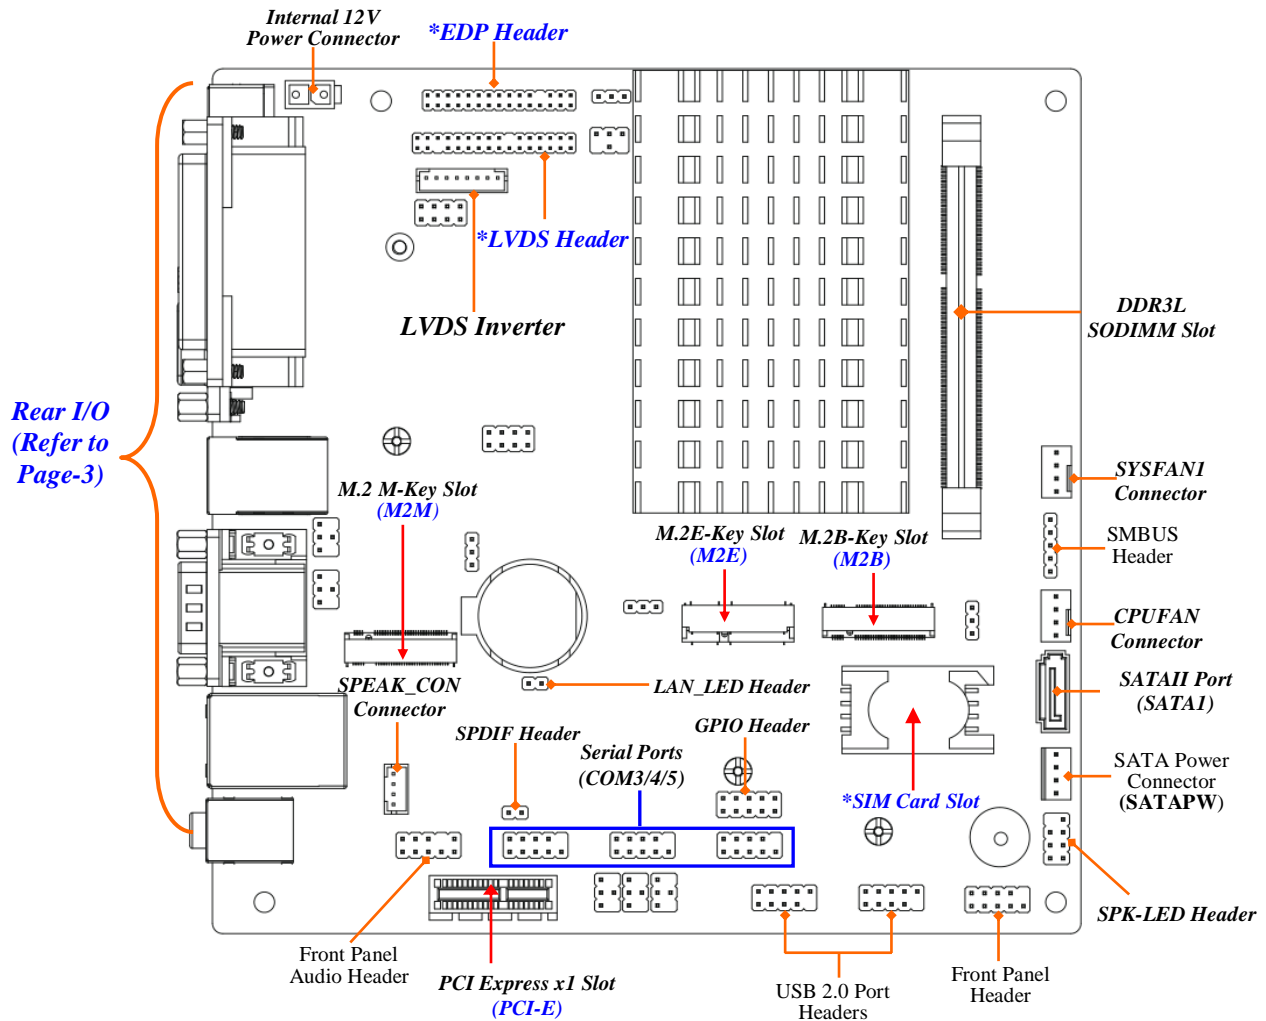 Internal 12V
Power Connector
*EDP Header
*LVDS Header
LVDS Inverter
DDR3L
SODIMM Slot
Rear I/O
(Refer to
Page-3)
M.2 M-Key Slot
(M2M)
M.2E-Key Slot
(M2E)
M.2B-Key Slot
(M2B)
SYSFAN1
Connector
SMBUS
Header
CPUFAN
Connector
SPEAK_CON
Connector
LAN_LED Header
SATAII Port
(SATA1)
SPDIF Header
Serial Ports
(COM3/4/5)
GPIO Header
*SIM Card Slot
SATA Power
Connector
(SATAPW)
SPK-LED Header
Front Panel
Audio Header
PCI Express x1 Slot
(PCI-E)
USB 2.0 Port
Headers
Front Panel
Header